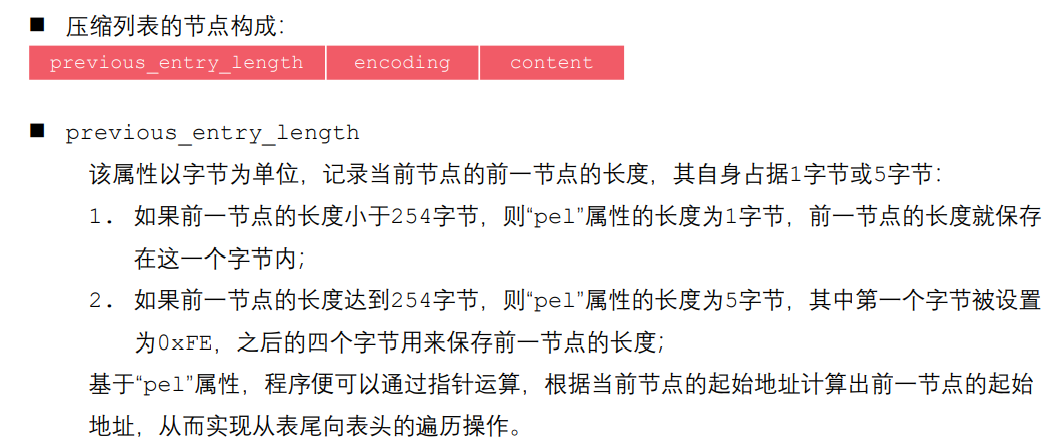 ■ 压缩列表的节点构成：
previous_entry_length encoding content
■ previous_entry_length
该属性以字节为单位，记录当前节点的前一节点的长度，其自身占据1字节或5字节：
1. 如果前一节点的长度小于254字节，则“pel”属性的长度为1字节，前一节点的长度就保存
在这一个字节内；
2. 如果前一节点的长度达到254字节，则“pel”属性的长度为5字节，其中第一个字节被设置
为0xFE，之后的四个字节用来保存前一节点的长度；
基于“pel”属性，程序便可以通过指针运算，根据当前节点的起始地址计算出前一节点的起始
地址，从而实现从表尾向表头的遍历操作。